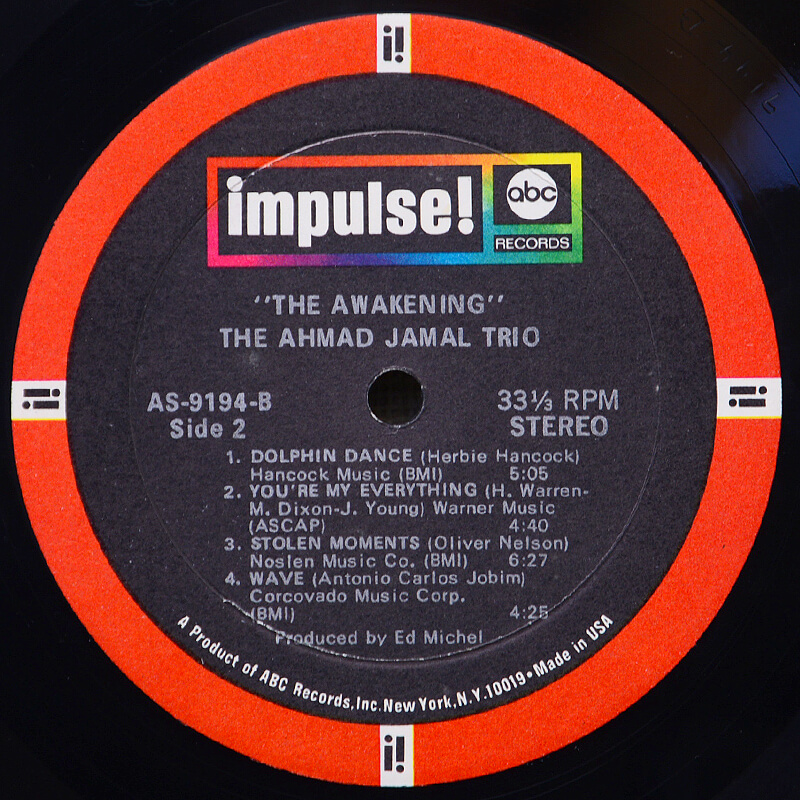 i!
impulse!
abc
RECORDS
"THE AWAKENING"
THE AHMAD JAMAL TRIO
AS-9194-B
Side 2
33⅓ RPM
STEREO
1. DOLPHIN DANCE (Herbie Hancock)
Hancock Music (BMI) 5:05
2. YOU'RE MY EVERYTHING (H. Warren-
M. Dixon-J. Young) Warner Music
(ASCAP) 4:40
3. STOLEN MOMENTS (Oliver Nelson)
Noslen Music Co. (BMI) 6:27
4. WAVE (Antonio Carlos Jobim)
Corcovado Music Corp.
(BMI) 4:25
Produced by Ed Michel
A Product of ABC Records, Inc. New York, N.Y. 10019 • Made in USA
i!
i!
i!